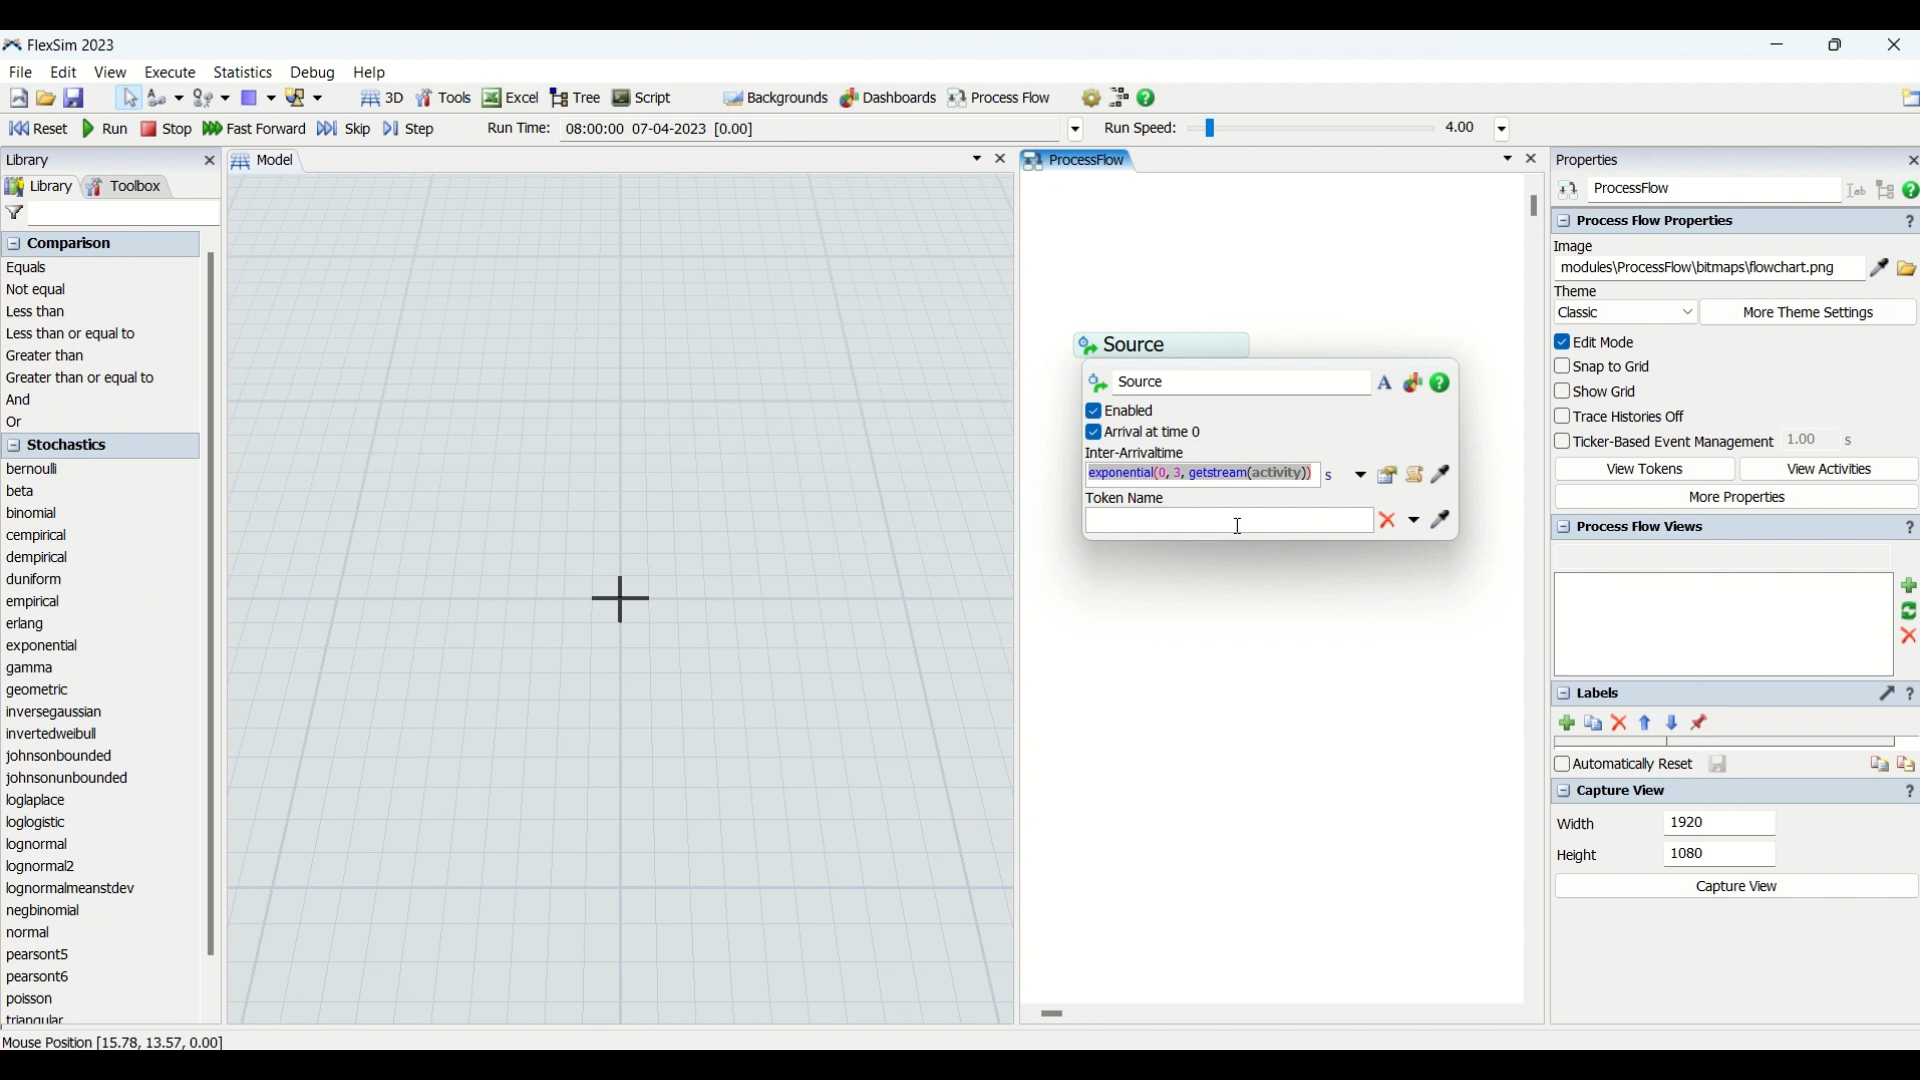 FlexSim 2023
File Edit View Execute Statistics Debug Help
3D Tools Excel Tree Script Backgrounds Dashboards Process Flow
Reset Run Stop Fast Forward Skip Step Run Time: 08:00:00 07-04-2023 [0.00] Run Speed: 4.00
Library
Library Toolbox
Comparison
Equals
Not equal
Less than
Less than or equal to
Greater than
Greater than or equal to
And
Or
Stochastics
bernoulli
beta
binomial
cempirical
dempirical
duniform
empirical
erlang
exponential
gamma
geometric
inversegaussian
invertedweibull
johnsonbounded
johnsonunbounded
loglaplace
loglogistic
lognormal
lognormal2
lognormalmeanstdev
negbinomial
normal
pearsont5
pearsont6
poisson
triangular
Model
ProcessFlow
Source
Source A
Enabled
Arrival at time 0
Inter-Arrivaltime
exponential(0, 3, getstream(activity)) s
Token Name
Properties
ProcessFlow
Process Flow Properties ?
Image
modules\ProcessFlow\bitmaps\flowchart.png
Theme
Classic More Theme Settings
Edit Mode
Snap to Grid
Show Grid
Trace Histories Off
Ticker-Based Event Management 1.00 s
View Tokens View Activities
More Properties
Process Flow Views ?
Labels ?
Automatically Reset
Capture View ?
Width 1920
Height 1080
Capture View
Mouse Position [15.78, 13.57, 0.00]